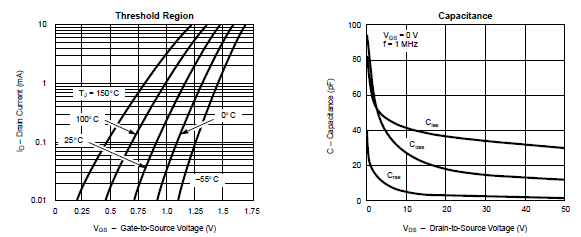 Threshold Region
10
1
0.1
0.01
I_D – Drain Current (mA)
T_J = 150°C
100°C
25°C
0°C
–55°C
0 0.25 0.5 0.75 1.0 1.25 1.5 1.75
V_GS – Gate-to-Source Voltage (V)
Capacitance
100
80
60
40
20
0
C – Capacitance (pF)
V_GS = 0 V
f = 1 MHz
C_iss
C_oss
C_rss
0 10 20 30 40 50
V_DS – Drain-to-Source Voltage (V)